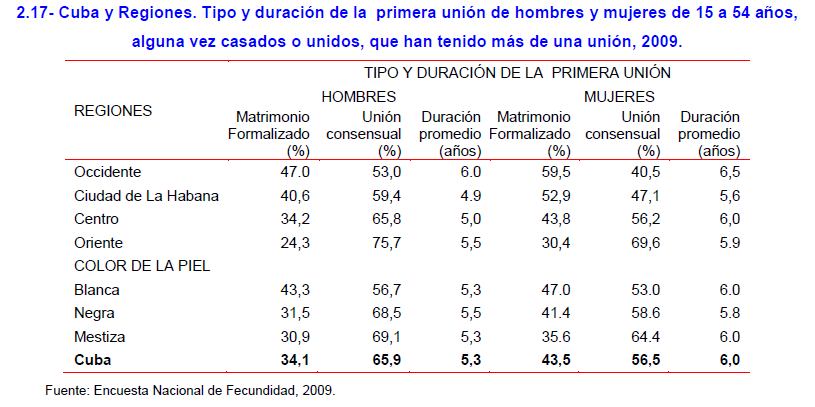 2.17- Cuba y Regiones. Tipo y duración de la primera unión de hombres y mujeres de 15 a 54 años,
alguna vez casados o unidos, que han tenido más de una unión, 2009.
TIPO Y DURACIÓN DE LA PRIMERA UNIÓN
REGIONES HOMBRES MUJERES
Matrimonio Unión Duración Matrimonio Unión Duración
Formalizado consensual promedio Formalizado consensual promedio
(%) (%) (años) (%) (%) (años)
Occidente 47.0 53,0 6.0 59,5 40,5 6,5
Ciudad de La Habana 40,6 59,4 4.9 52,9 47,1 5,6
Centro 34,2 65,8 5,0 43,8 56,2 6,0
Oriente 24,3 75,7 5,5 30,4 69,6 5.9
COLOR DE LA PIEL
Blanca 43,3 56,7 5,3 47.0 53.0 6.0
Negra 31,5 68,5 5,5 41.4 58.6 5.8
Mestiza 30,9 69,1 5,3 35.6 64.4 6.0
Cuba 34,1 65,9 5,3 43,5 56,5 6,0
Fuente: Encuesta Nacional de Fecundidad, 2009.